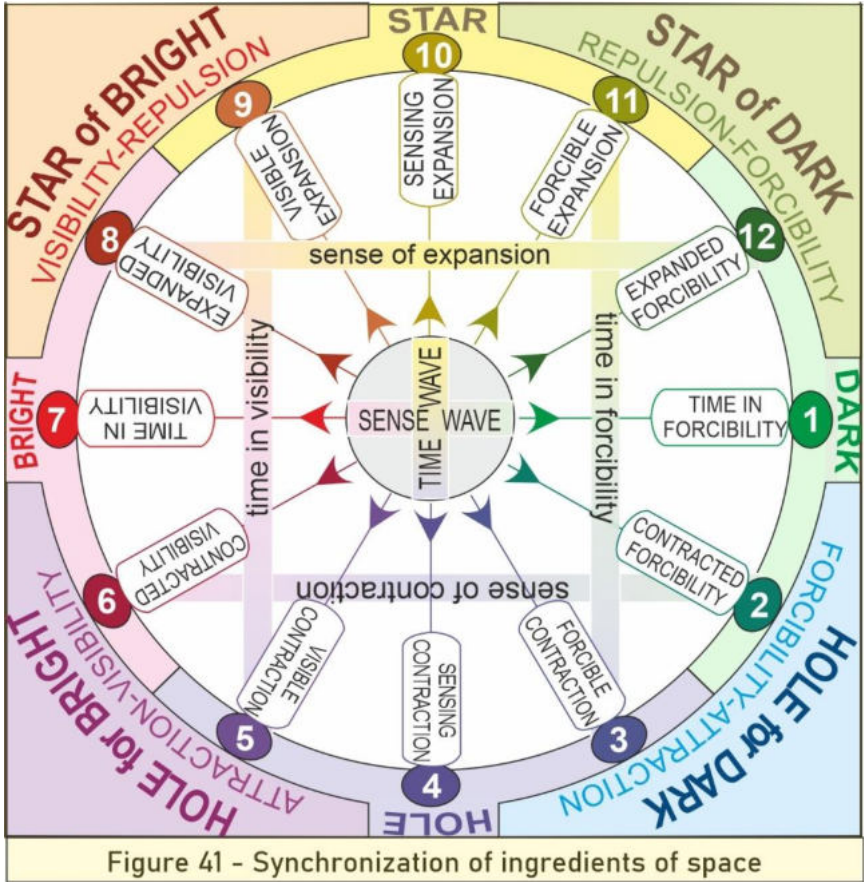 STAR
STAR of BRIGHT
VISIBILITY-REPULSION
STAR of DARK
REPULSION-FORCIBILITY
10
SENSING
EXPANSION
9
VISIBLE
EXPANSION
11
FORCIBLE
EXPANSION
8
EXPANDED
VISIBILITY
12
EXPANDED
FORCIBILITY
sense of expansion
time in visibility
time in forcibility
BRIGHT
7
TIME IN
VISIBILITY
SENSE WAVE
TIME WAVE
TIME IN
FORCIBILITY
1
DARK
6
CONTRACTED
VISIBILITY
CONTRACTED
FORCIBILITY
2
sense of contraction
5
VISIBLE
CONTRACTION
SENSING
CONTRACTION
4
FORCIBLE
CONTRACTION
3
ATTRACTION-VISIBILITY
HOLE for BRIGHT
FORCIBILITY-ATTRACTION
HOLE for DARK
HOLE
Figure 41 - Synchronization of ingredients of space